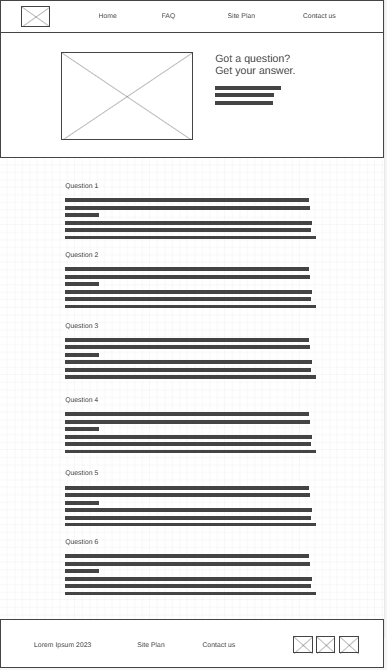 Home
FAQ
Site Plan
Contact us
Got a question?
Get your answer.
Question 1
Question 2
Question 3
Question 4
Question 5
Question 6
Lorem Ipsum 2023
Site Plan
Contact us